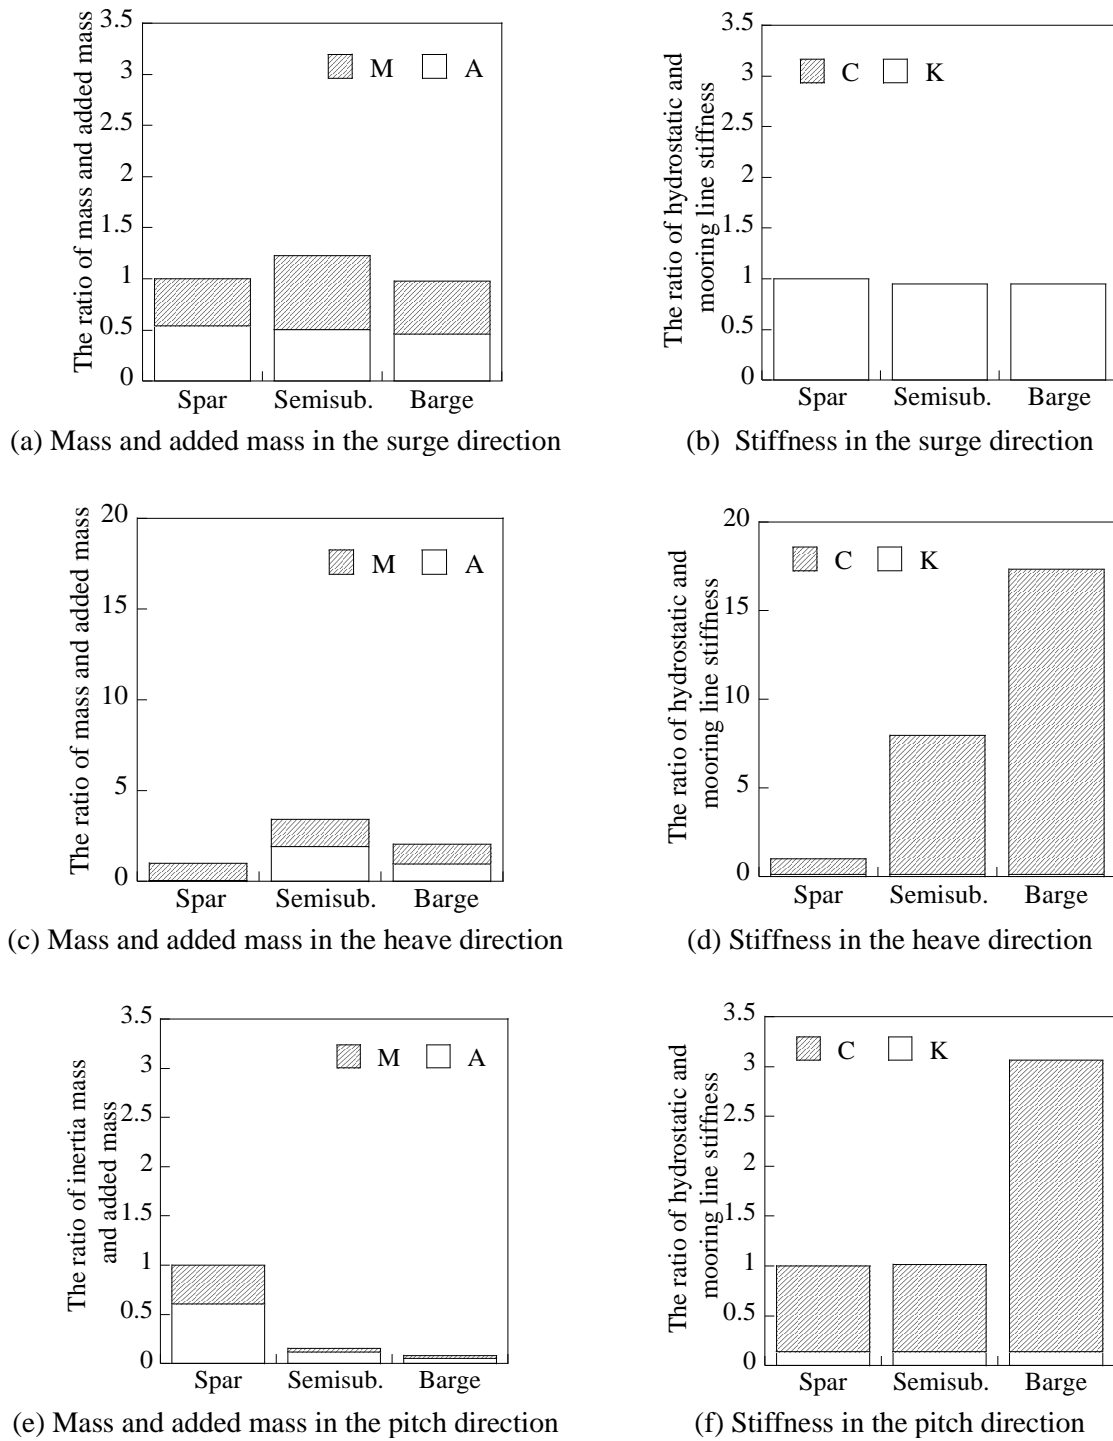 The ratio of mass and added mass
3.5
3
2.5
2
1.5
1
0.5
0
M A
Spar Semisub. Barge
(a) Mass and added mass in the surge direction
The ratio of hydrostatic and
mooring line stiffness
3.5
3
2.5
2
1.5
1
0.5
0
C K
Spar Semisub. Barge
(b) Stiffness in the surge direction
The ratio of mass and added mass
20
15
10
5
0
M A
Spar Semisub. Barge
(c) Mass and added mass in the heave direction
The ratio of hydrostatic and
mooring line stiffness
20
15
10
5
0
C K
Spar Semisub. Barge
(d) Stiffness in the heave direction
The ratio of inertia mass
and added mass
3.5
3
2.5
2
1.5
1
0.5
0
M A
Spar Semisub. Barge
(e) Mass and added mass in the pitch direction
The ratio of hydrostatic and
mooring line stiffness
3.5
3
2.5
2
1.5
1
0.5
0
C K
Spar Semisub. Barge
(f) Stiffness in the pitch direction